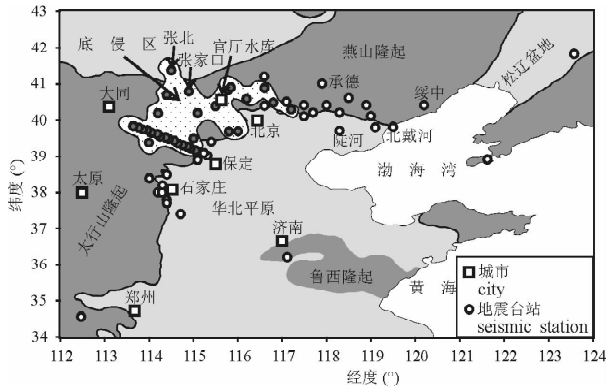 43
42
41
40
39
38
37
36
35
34
纬度 (°)
底侵区
张北
官厅水库
张家口
大同
燕山隆起
承德
绥中
松辽盆地
北京
陡河
北戴河
渤海湾
保定
太原
石家庄
太行山隆起
华北平原
济南
鲁西隆起
黄海
郑州
城市
city
地震台站
seismic station
112 113 114 115 116 117 118 119 120 121 122 123 124
经度 (°)